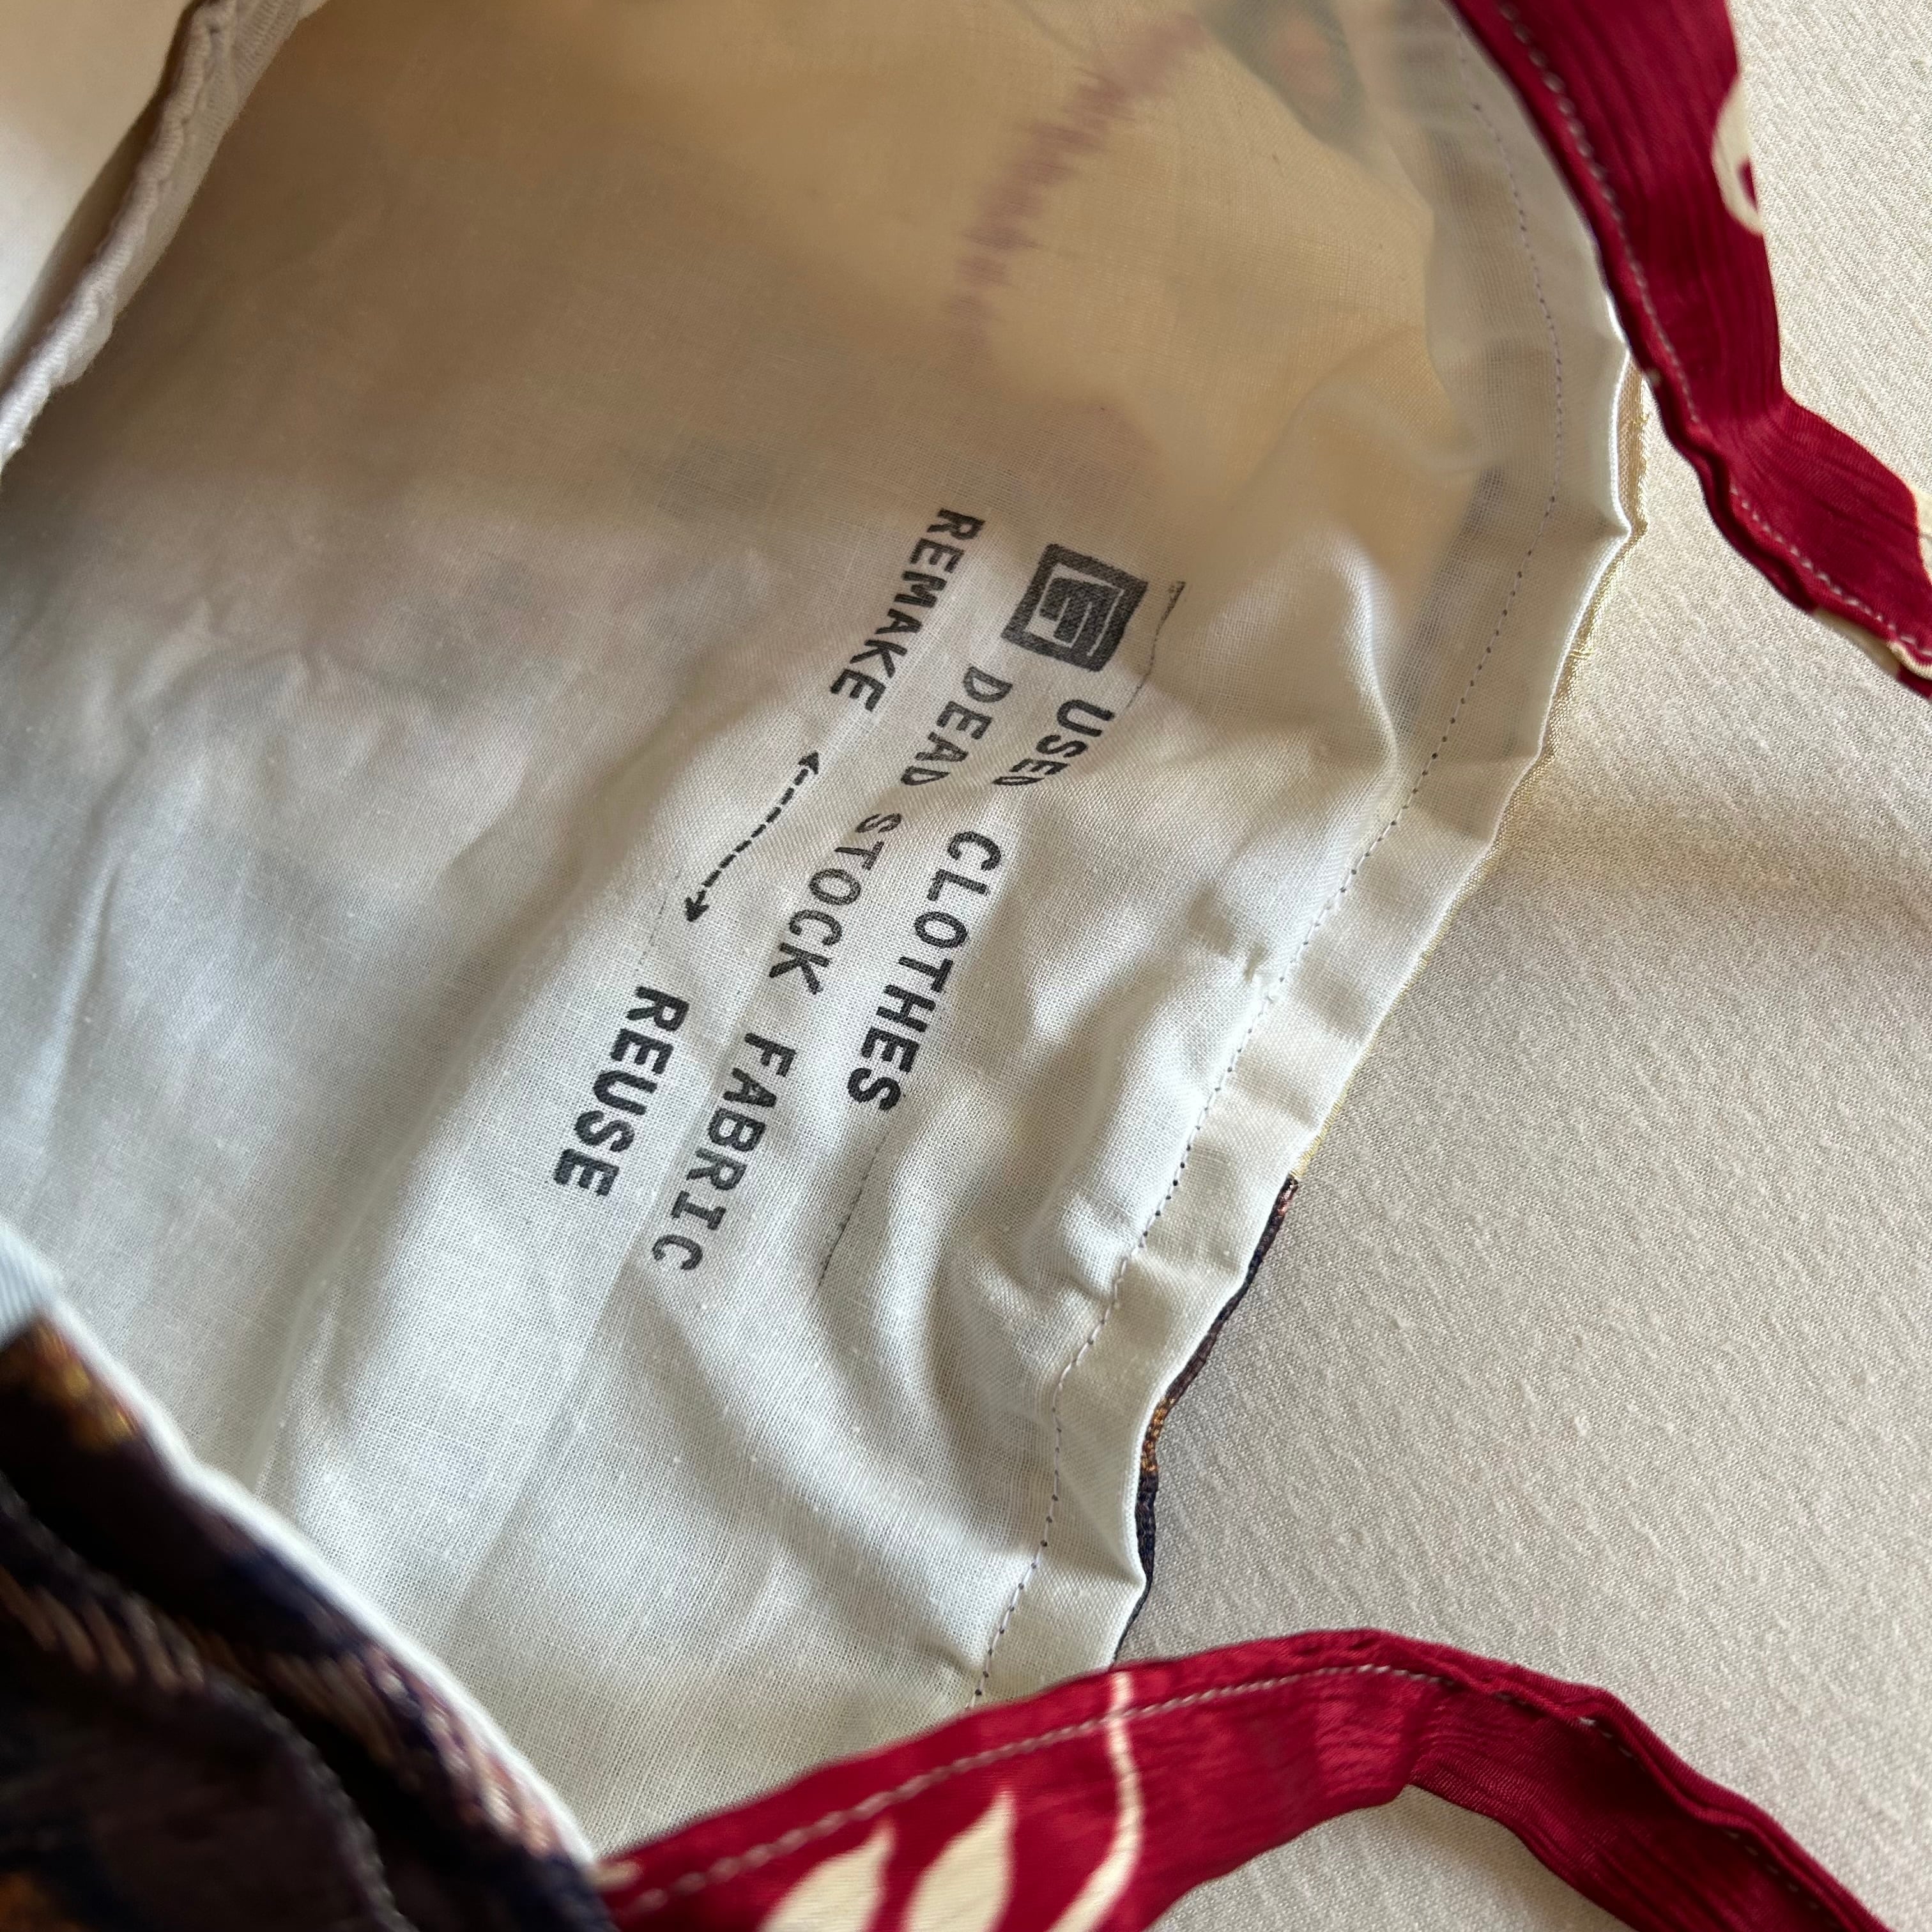 USED CLOTHES
DEAD STOCK FABRIC
REMAKE <----> REUSE